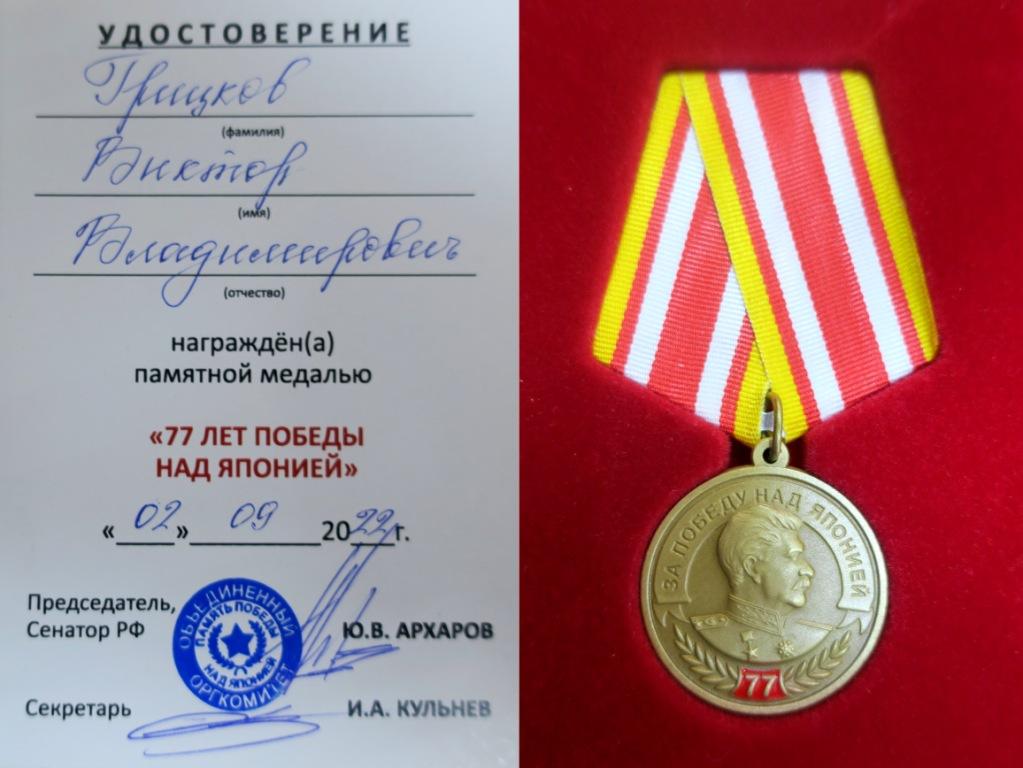 УДОСТОВЕРЕНИЕ
Грицков
(фамилия)
Виктор
(имя)
Владимирович
(отчество)
награждён(а)
памятной медалью
«77 ЛЕТ ПОБЕДЫ
НАД ЯПОНИЕЙ»
«02» 09 2022г.
Председатель,
Сенатор РФ
Ю.В. АРХАРОВ
ОБЪЕДИНЕННЫЙ
ОРГКОМИТЕТ
ПАМЯТЬ ПОБЕДЫ
НАД ЯПОНИЕЙ
Секретарь
И.А. КУЛЬНЕВ
ЗА ПОБЕДУ НАД ЯПОНИЕЙ
77